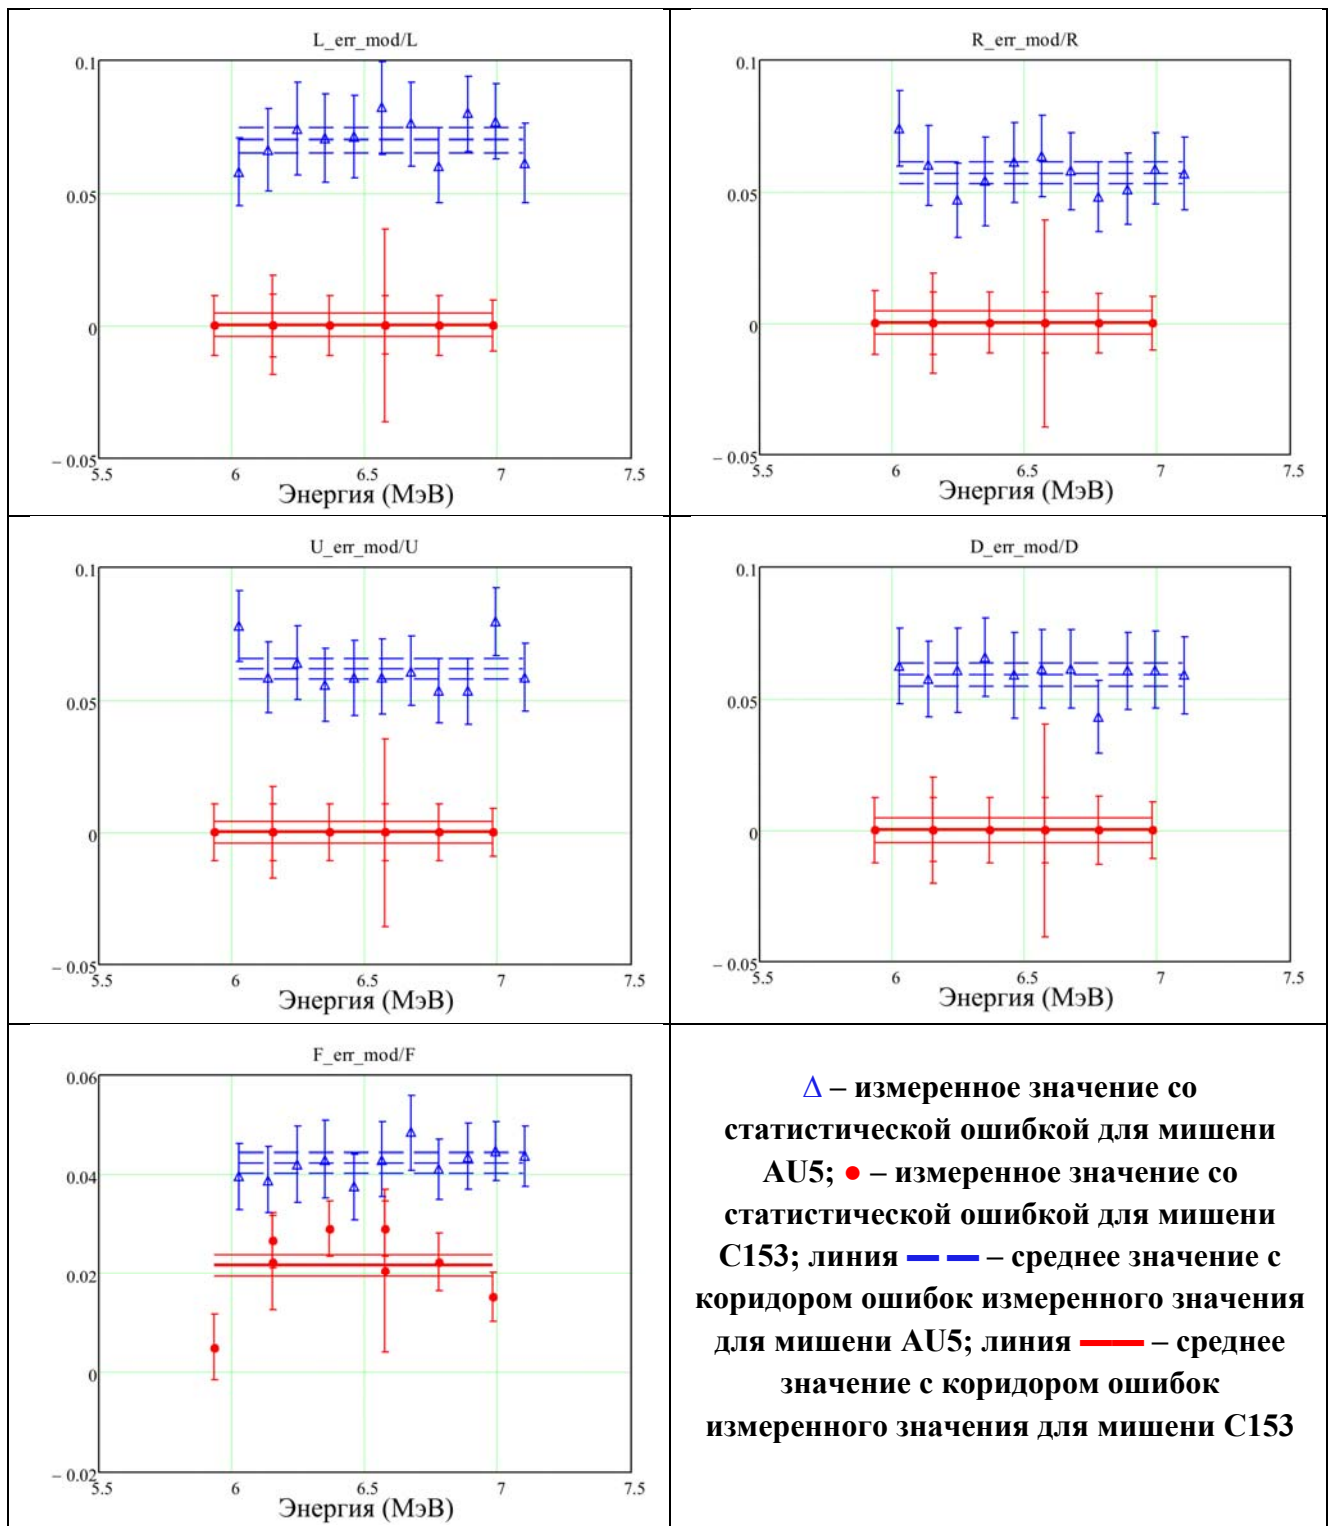 L_err_mod/L
0.1
0.05
0
– 0.05
5.5 6 6.5 7 7.5
Энергия (МэВ)
R_err_mod/R
0.1
0.05
0
– 0.05
5.5 6 6.5 7 7.5
Энергия (МэВ)
U_err_mod/U
0.1
0.05
0
– 0.05
5.5 6 6.5 7 7.5
Энергия (МэВ)
D_err_mod/D
0.1
0.05
0
– 0.05
5.5 6 6.5 7 7.5
Энергия (МэВ)
F_err_mod/F
0.06
0.04
0.02
0
– 0.02
5.5 6 6.5 7 7.5
Энергия (МэВ)
Δ – измеренное значение со
статистической ошибкой для мишени
AU5; ● – измеренное значение со
статистической ошибкой для мишени
C153; линия ▬ ▬ – среднее значение с
коридором ошибок измеренного значения
для мишени AU5; линия ▬▬ – среднее
значение с коридором ошибок
измеренного значения для мишени C153